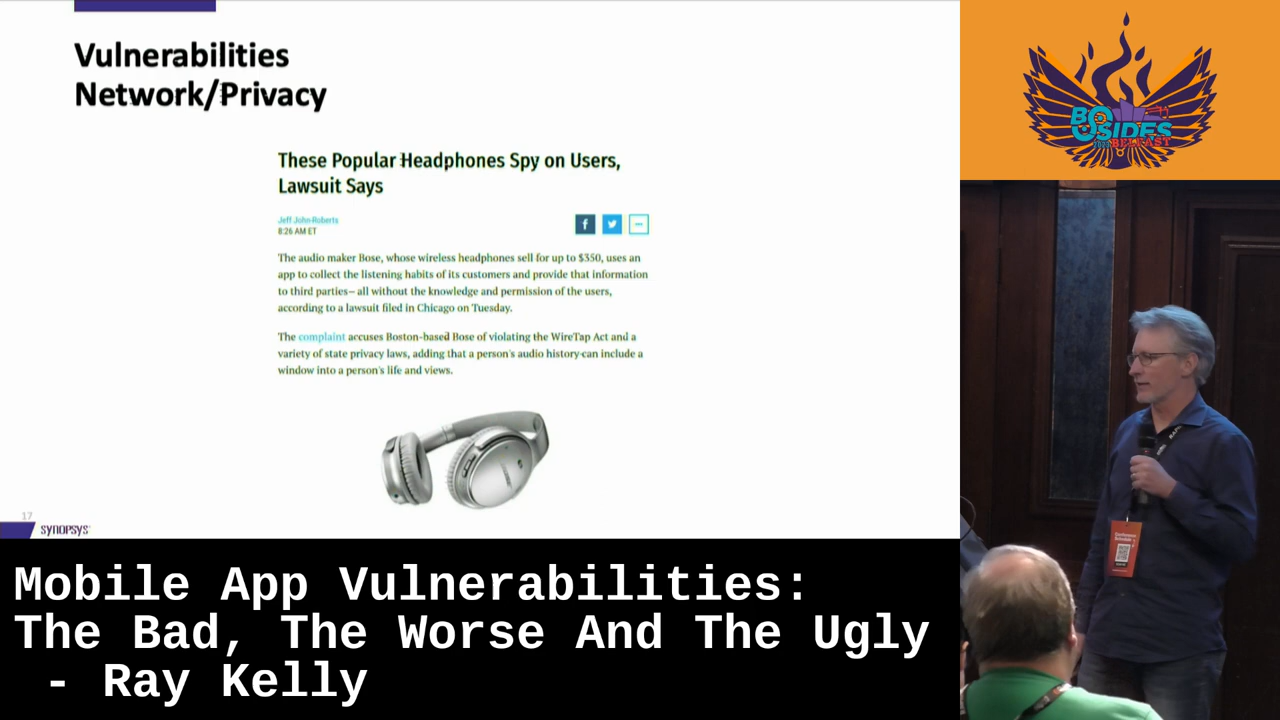 Vulnerabilities
Network/Privacy
These Popular Headphones Spy on Users,
Lawsuit Says
Jeff John Roberts
8:26 AM ET
The audio maker Bose, whose wireless headphones sell for up to $350, uses an
app to collect the listening habits of its customers and provide that information
to third parties—all without the knowledge and permission of the users,
according to a lawsuit filed in Chicago on Tuesday.
The complaint accuses Boston-based Bose of violating the WireTap Act and a
variety of state privacy laws, adding that a person's audio history can include a
window into a person's life and views.
17
SYNOPSYS
BSIDES
BELFAST
Mobile App Vulnerabilities:
The Bad, The Worse And The Ugly
- Ray Kelly